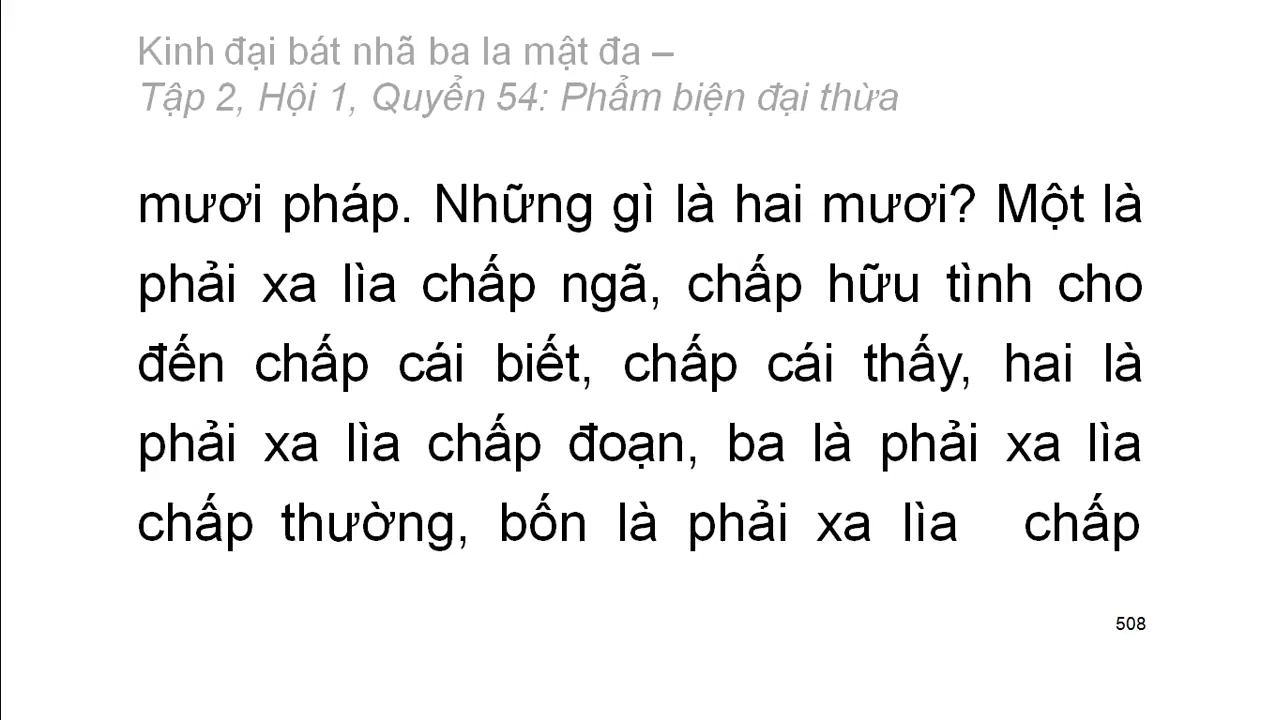 Kinh đại bát nhã ba la mật đa –
Tập 2, Hội 1, Quyển 54: Phẩm biện đại thừa
mươi pháp. Những gì là hai mươi? Một là
phải xa lìa chấp ngã, chấp hữu tình cho
đến chấp cái biết, chấp cái thấy, hai là
phải xa lìa chấp đoạn, ba là phải xa lìa
chấp thường, bốn là phải xa lìa chấp
508